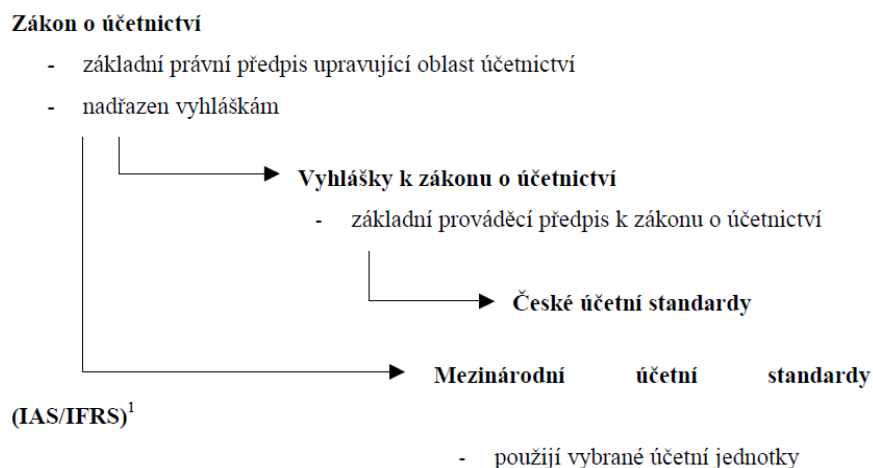 Zákon o účetnictví
- základní právní předpis upravující oblast účetnictví
- nadřazen vyhláškám
Vyhlášky k zákonu o účetnictví
- základní prováděcí předpis k zákonu o účetnictví
České účetní standardy
Mezinárodní účetní standardy
(IAS/IFRS)¹
- použijí vybrané účetní jednotky